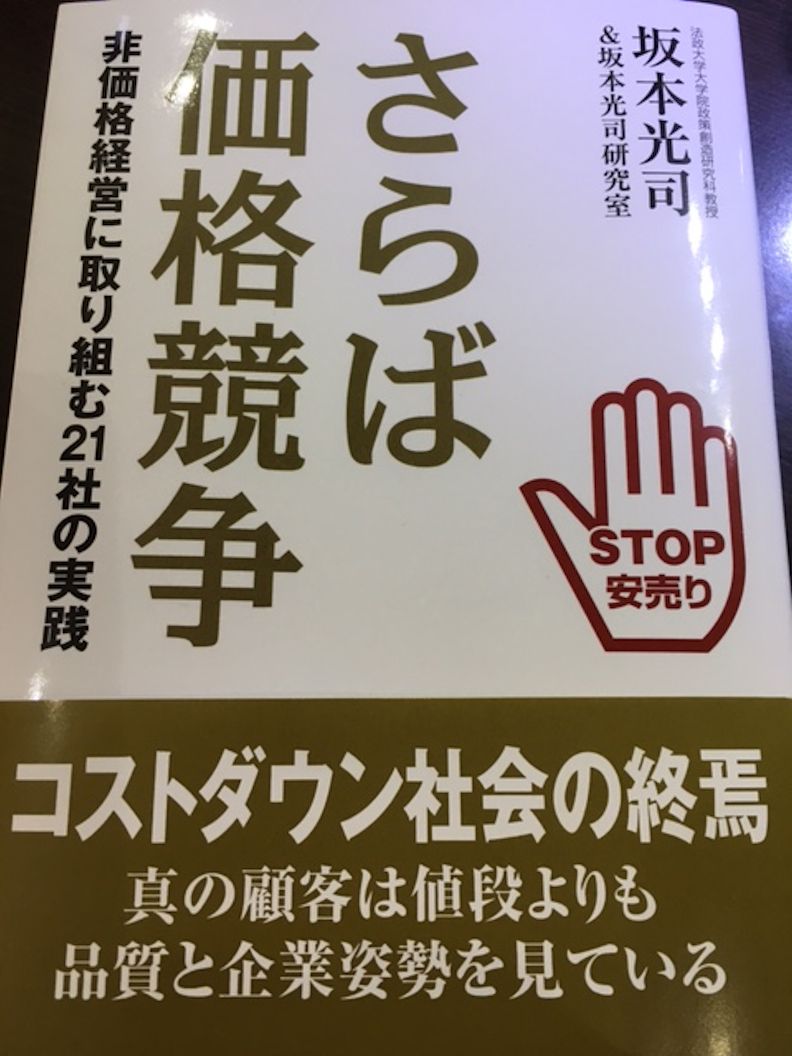 法政大学大学院政策創造研究科教授
坂本光司
&坂本光司研究室
さらば
価格競争
非価格経営に取り組む21社の実践
STOP
安売り
コストダウン社会の終焉
真の顧客は値段よりも
品質と企業姿勢を見ている